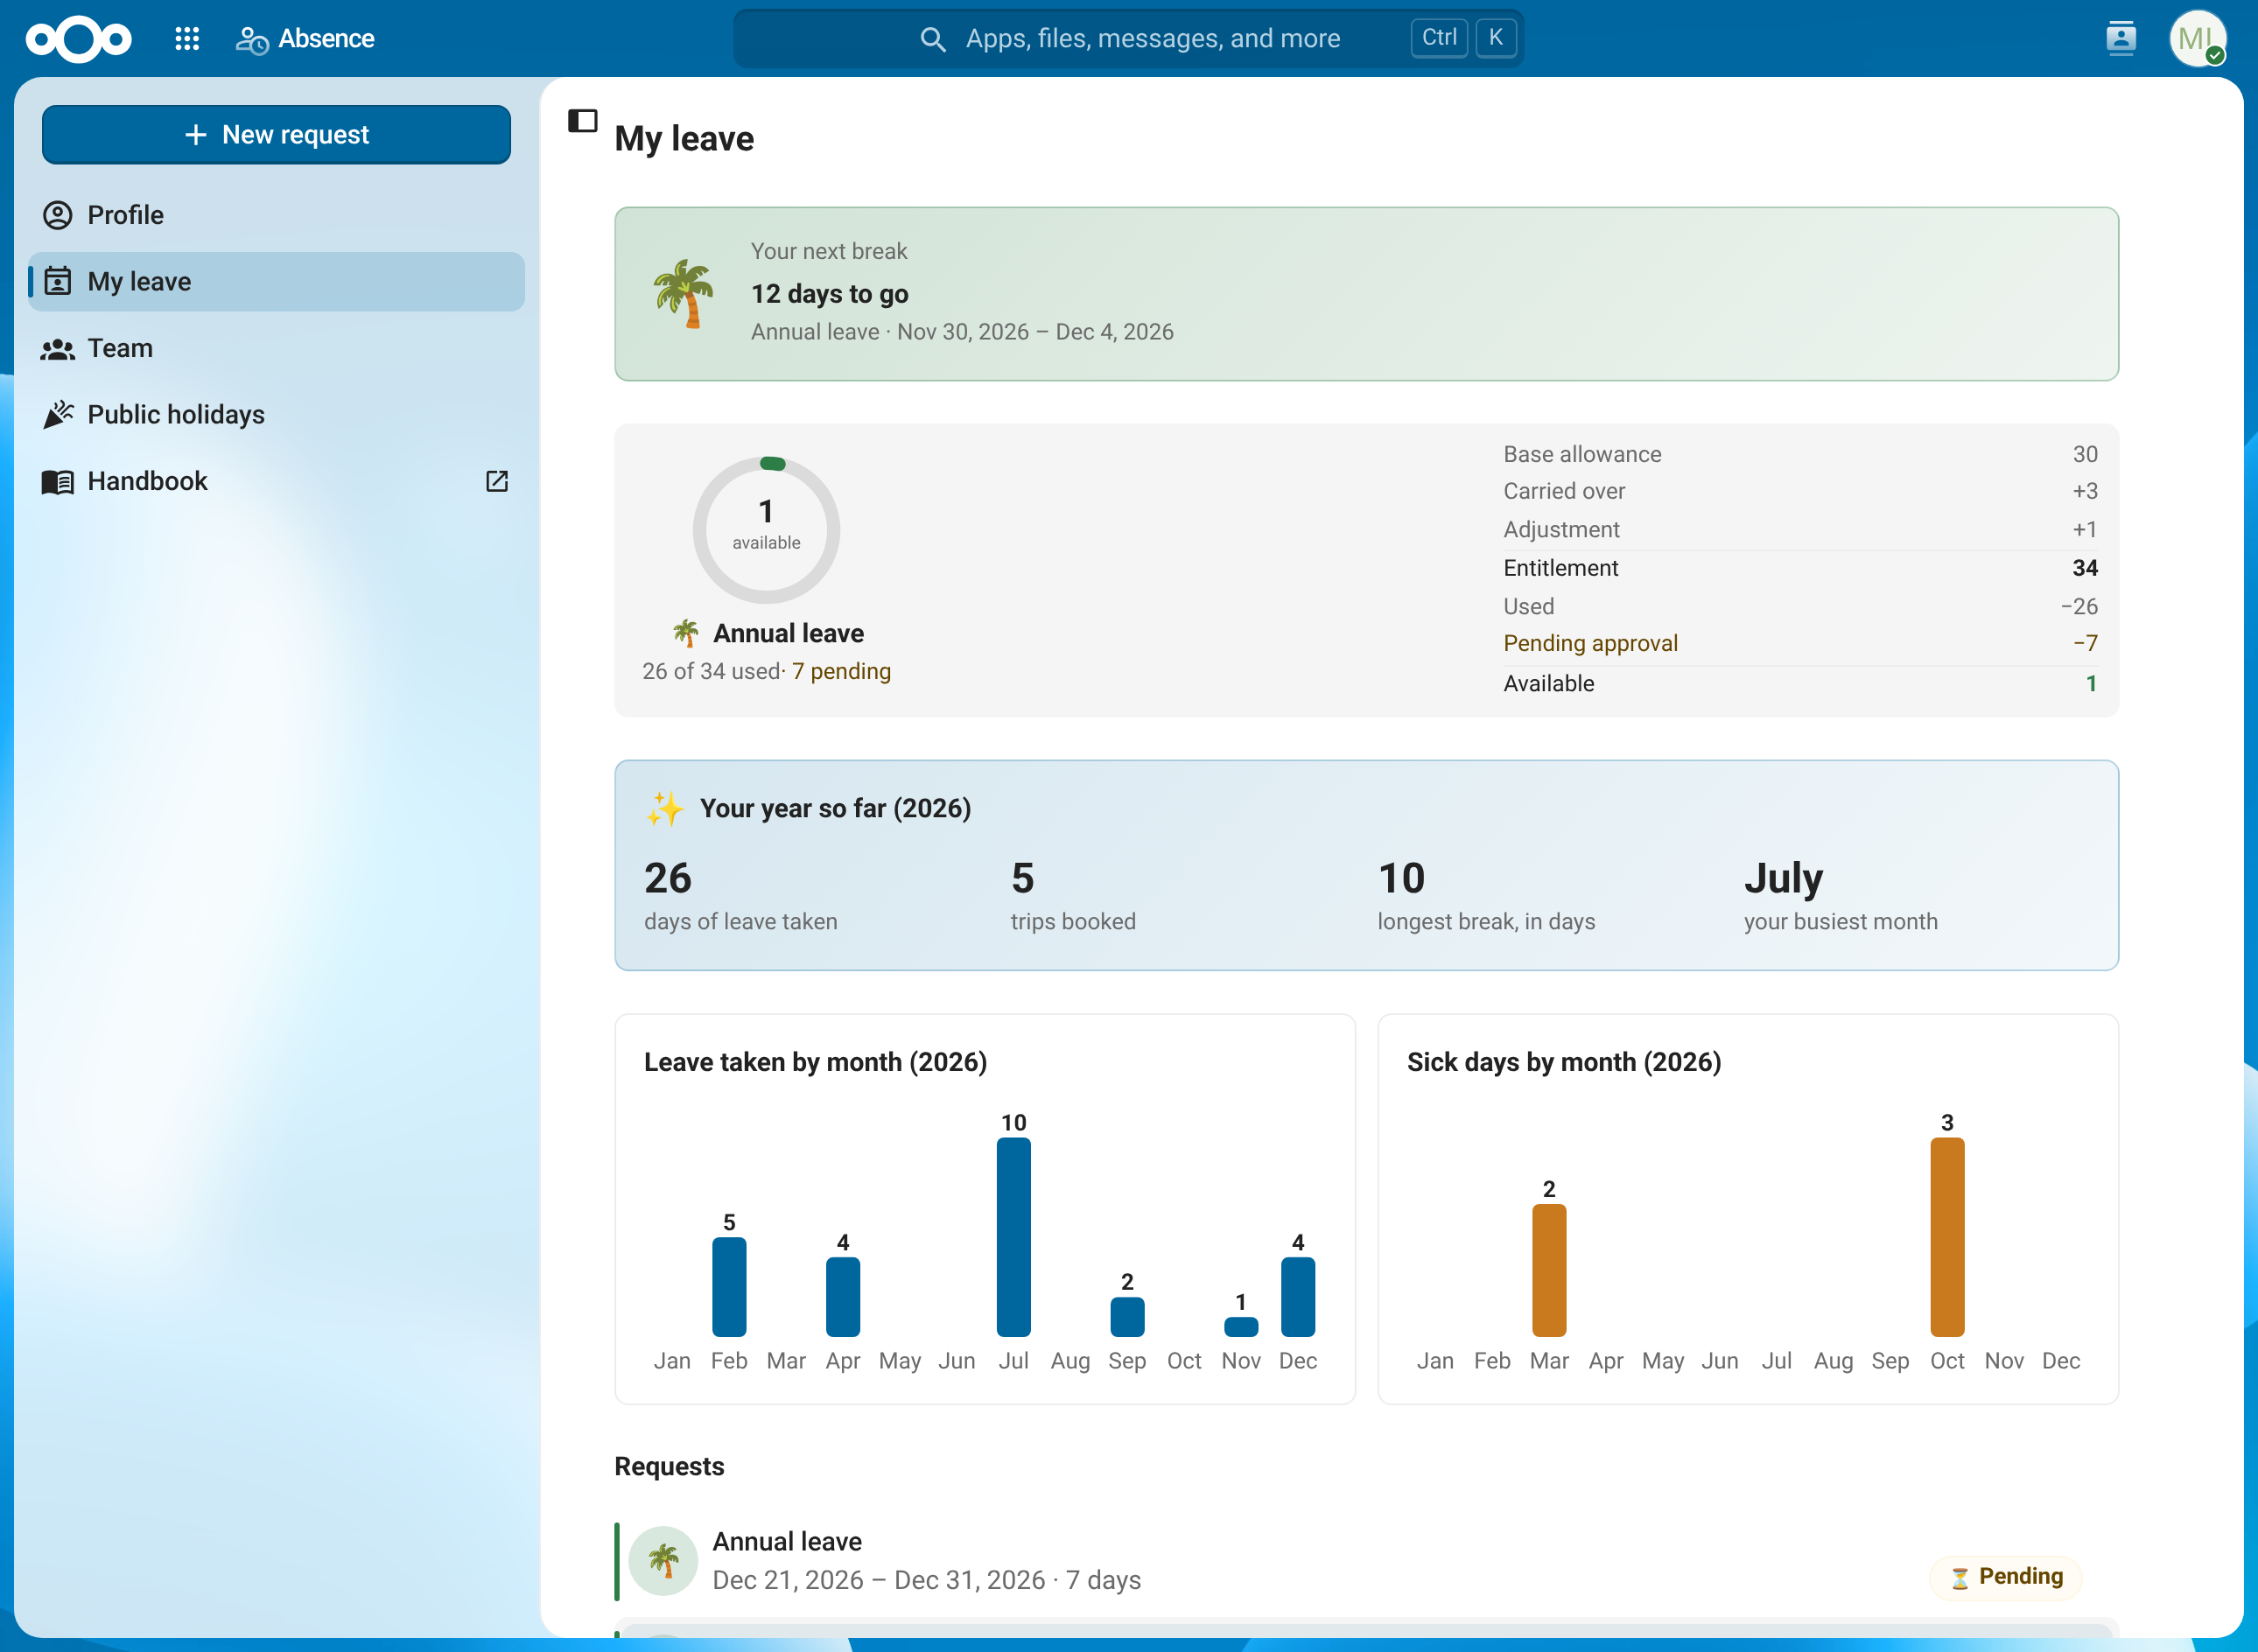 Absence
Apps, files, messages, and more
Ctrl
K
MI
New request
Profile
My leave
Team
Public holidays
Handbook
My leave
Your next break
12 days to go
Annual leave · Nov 30, 2026 – Dec 4, 2026
1
available
Annual leave
26 of 34 used· 7 pending
Base allowance 30
Carried over +3
Adjustment +1
Entitlement 34
Used −26
Pending approval −7
Available 1
Your year so far (2026)
26
days of leave taken
5
trips booked
10
longest break, in days
July
your busiest month
Leave taken by month (2026)
5
4
10
2
1
4
Jan Feb Mar Apr May Jun Jul Aug Sep Oct Nov Dec
Sick days by month (2026)
2
3
Jan Feb Mar Apr May Jun Jul Aug Sep Oct Nov Dec
Requests
Annual leave
Dec 21, 2026 – Dec 31, 2026 · 7 days
Pending